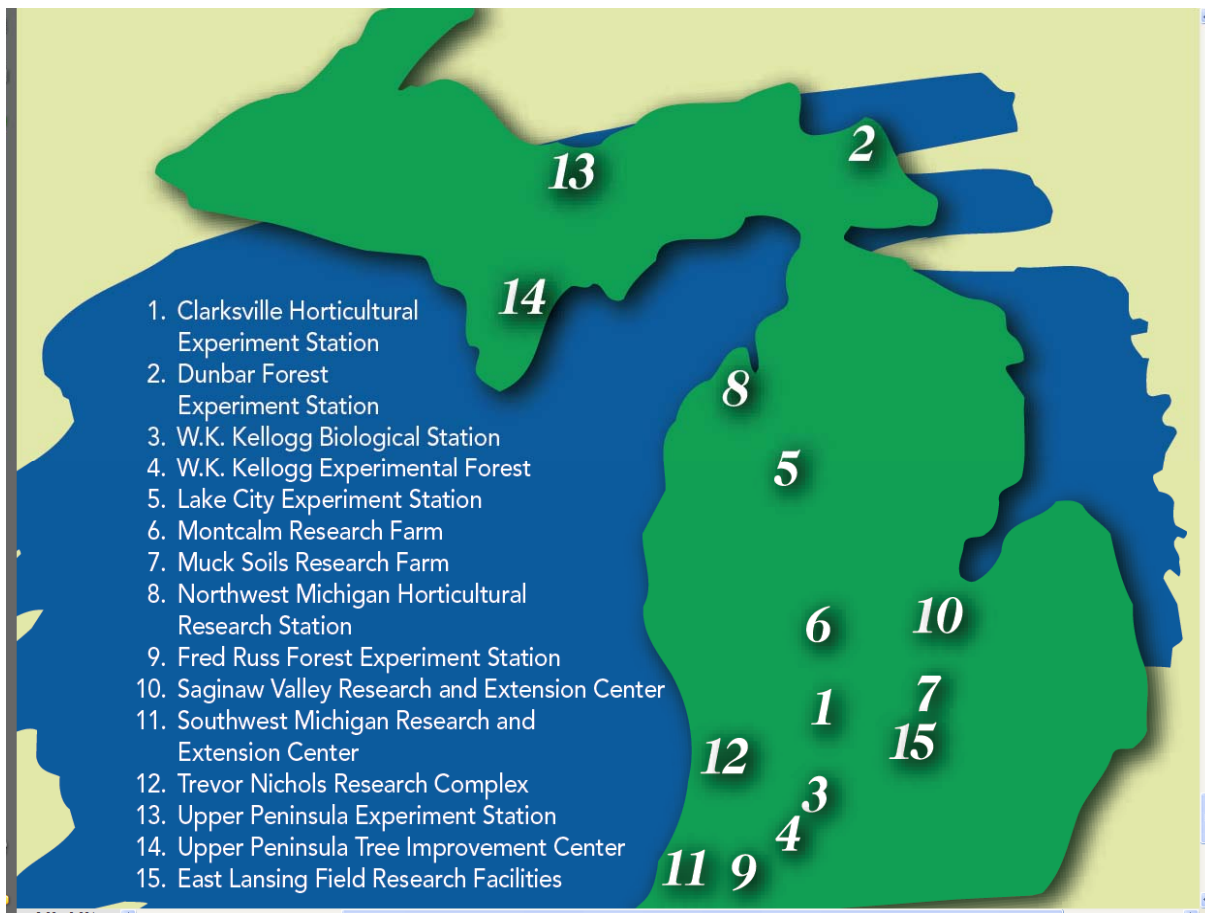 13
2
14
8
5
6
10
1
7
15
12
3
4
11
9
1. Clarksville Horticultural
Experiment Station
2. Dunbar Forest
Experiment Station
3. W.K. Kellogg Biological Station
4. W.K. Kellogg Experimental Forest
5. Lake City Experiment Station
6. Montcalm Research Farm
7. Muck Soils Research Farm
8. Northwest Michigan Horticultural
Research Station
9. Fred Russ Forest Experiment Station
10. Saginaw Valley Research and Extension Center
11. Southwest Michigan Research and
Extension Center
12. Trevor Nichols Research Complex
13. Upper Peninsula Experiment Station
14. Upper Peninsula Tree Improvement Center
15. East Lansing Field Research Facilities